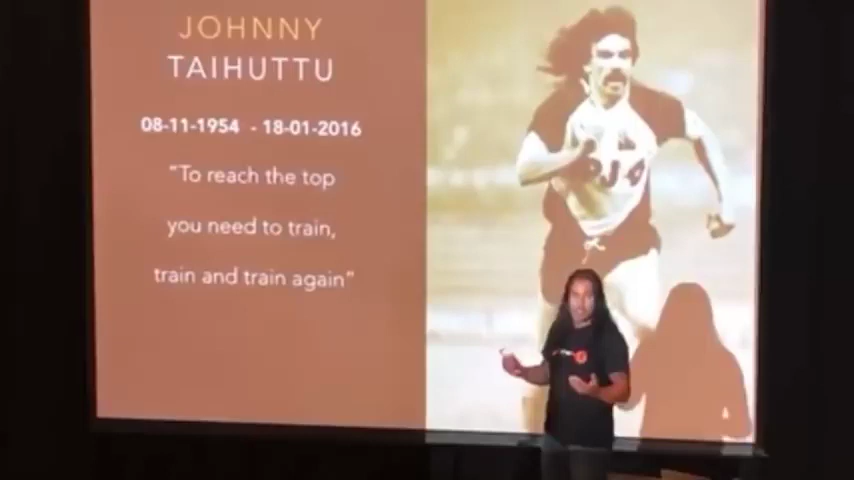 JOHNNY
TAIHUTTU
08-11-1954 - 18-01-2016
"To reach the top
you need to train,
train and train again"